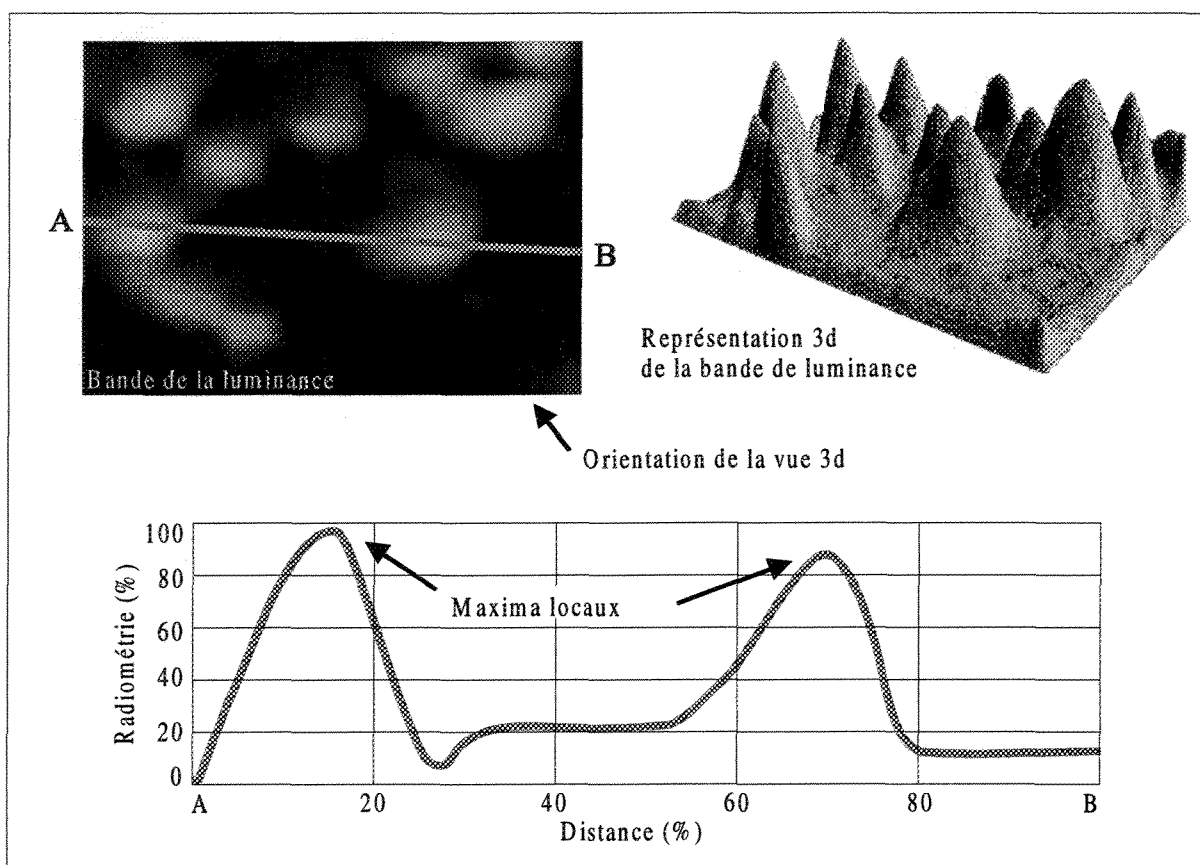 A
B
Bande de la luminance
Représentation 3d
de la bande de luminance
Orientation de la vue 3d
Radiométrie (%)
100
80
60
40
20
0
Maxima locaux
A
20
40
60
80
B
Distance (%)